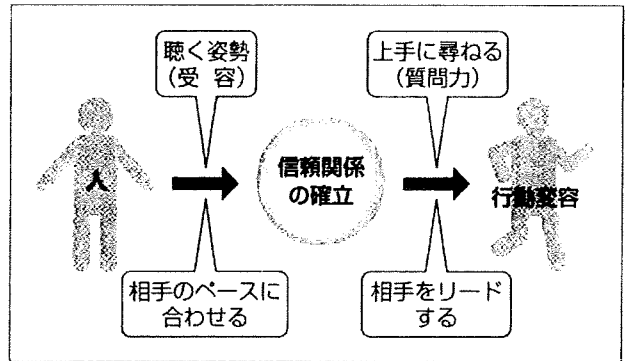 聴く姿勢
(受 容)
上手に尋ねる
(質問力)
人
信頼関係
の確立
行動変容
相手のペースに
合わせる
相手をリード
する